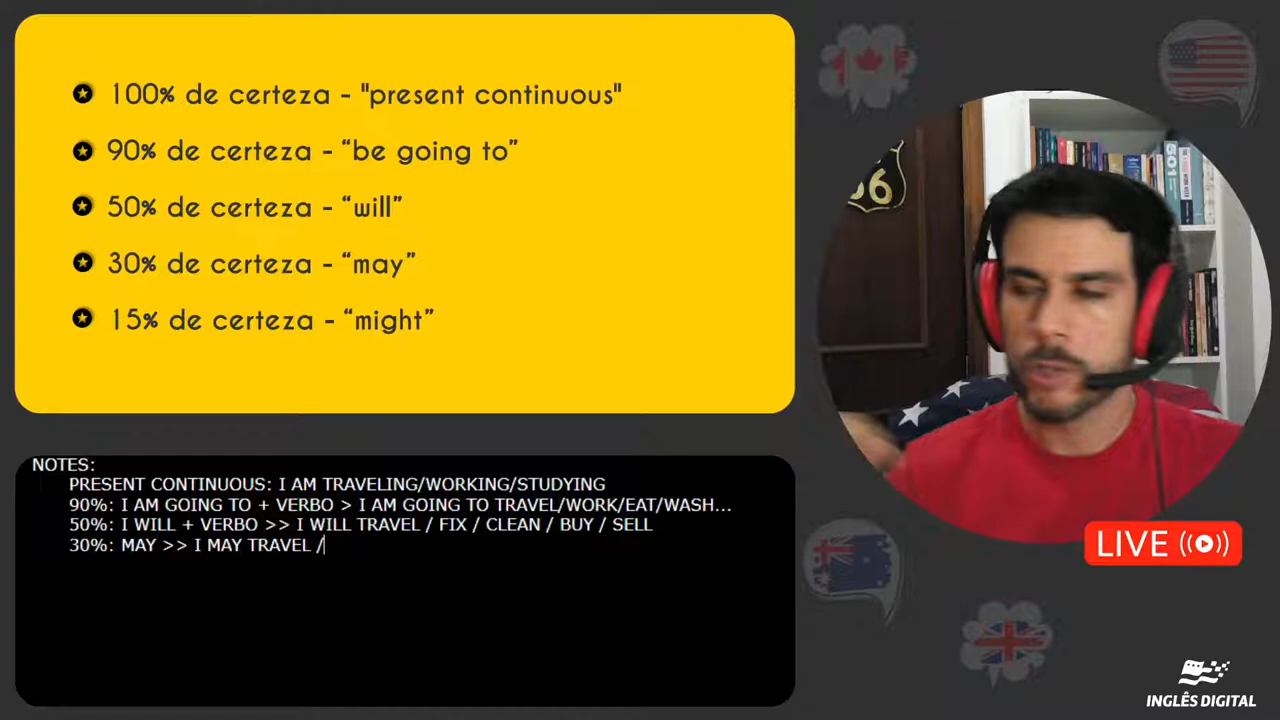 100% de certeza - "present continuous"
90% de certeza - “be going to”
50% de certeza - “will”
30% de certeza - “may”
15% de certeza - “might”
NOTES:
PRESENT CONTINUOUS: I AM TRAVELING/WORKING/STUDYING
90%: I AM GOING TO + VERBO > I AM GOING TO TRAVEL/WORK/EAT/WASH...
50%: I WILL + VERBO >> I WILL TRAVEL / FIX / CLEAN / BUY / SELL
30%: MAY >> I MAY TRAVEL /
66
501
LIVE
INGLÊS DIGITAL